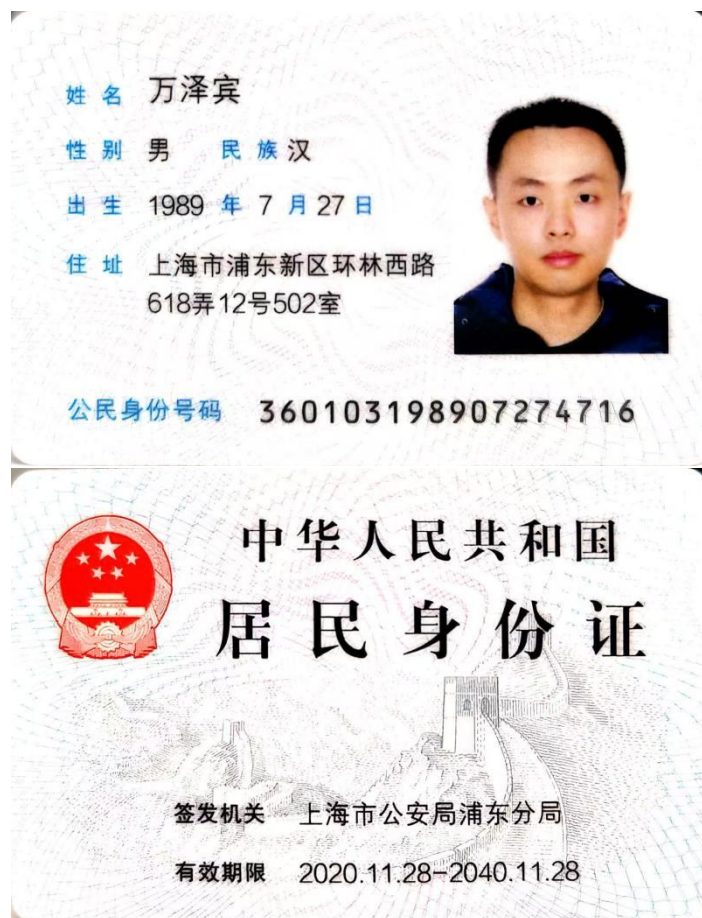 姓名 万泽宾
性别 男 民族 汉
出生 1989 年 7 月 27 日
住址 上海市浦东新区环林西路
618弄12号502室
公民身份号码 360103198907274716
中华人民共和国
居民身份证
签发机关 上海市公安局浦东分局
有效期限 2020.11.28-2040.11.28